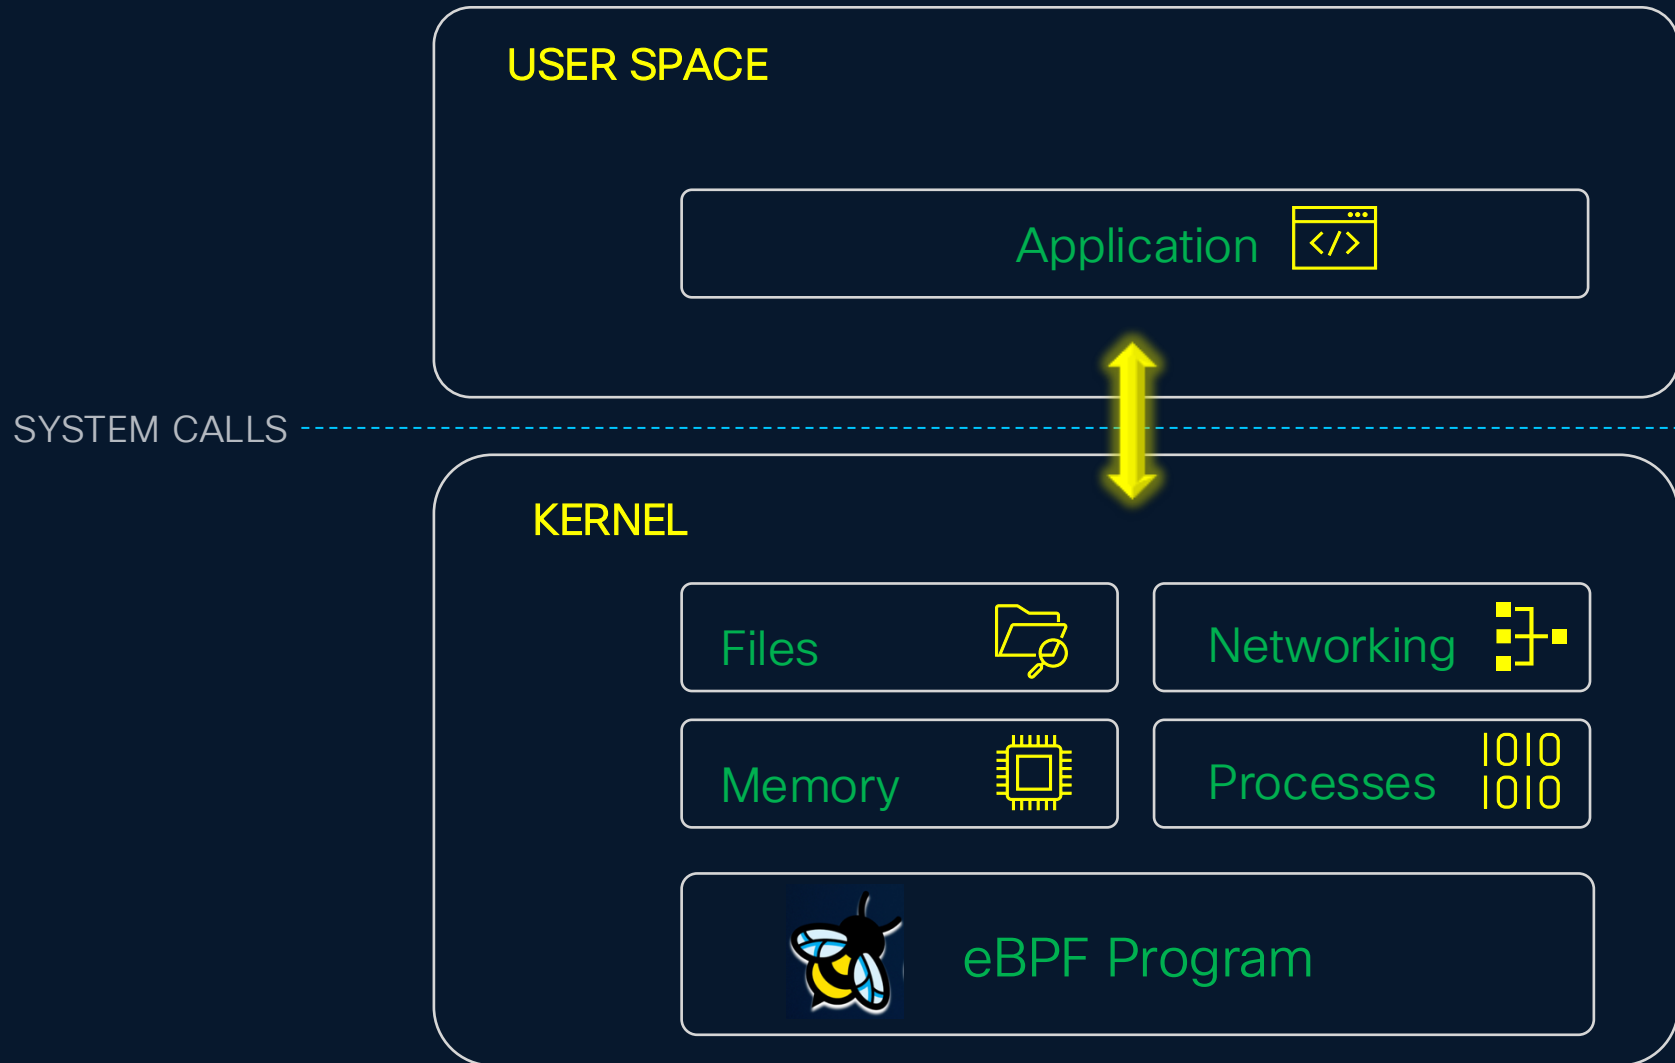 USER SPACE
Application
</>
SYSTEM CALLS
KERNEL
Files
Networking
Memory
Processes
1010
1010
eBPF Program